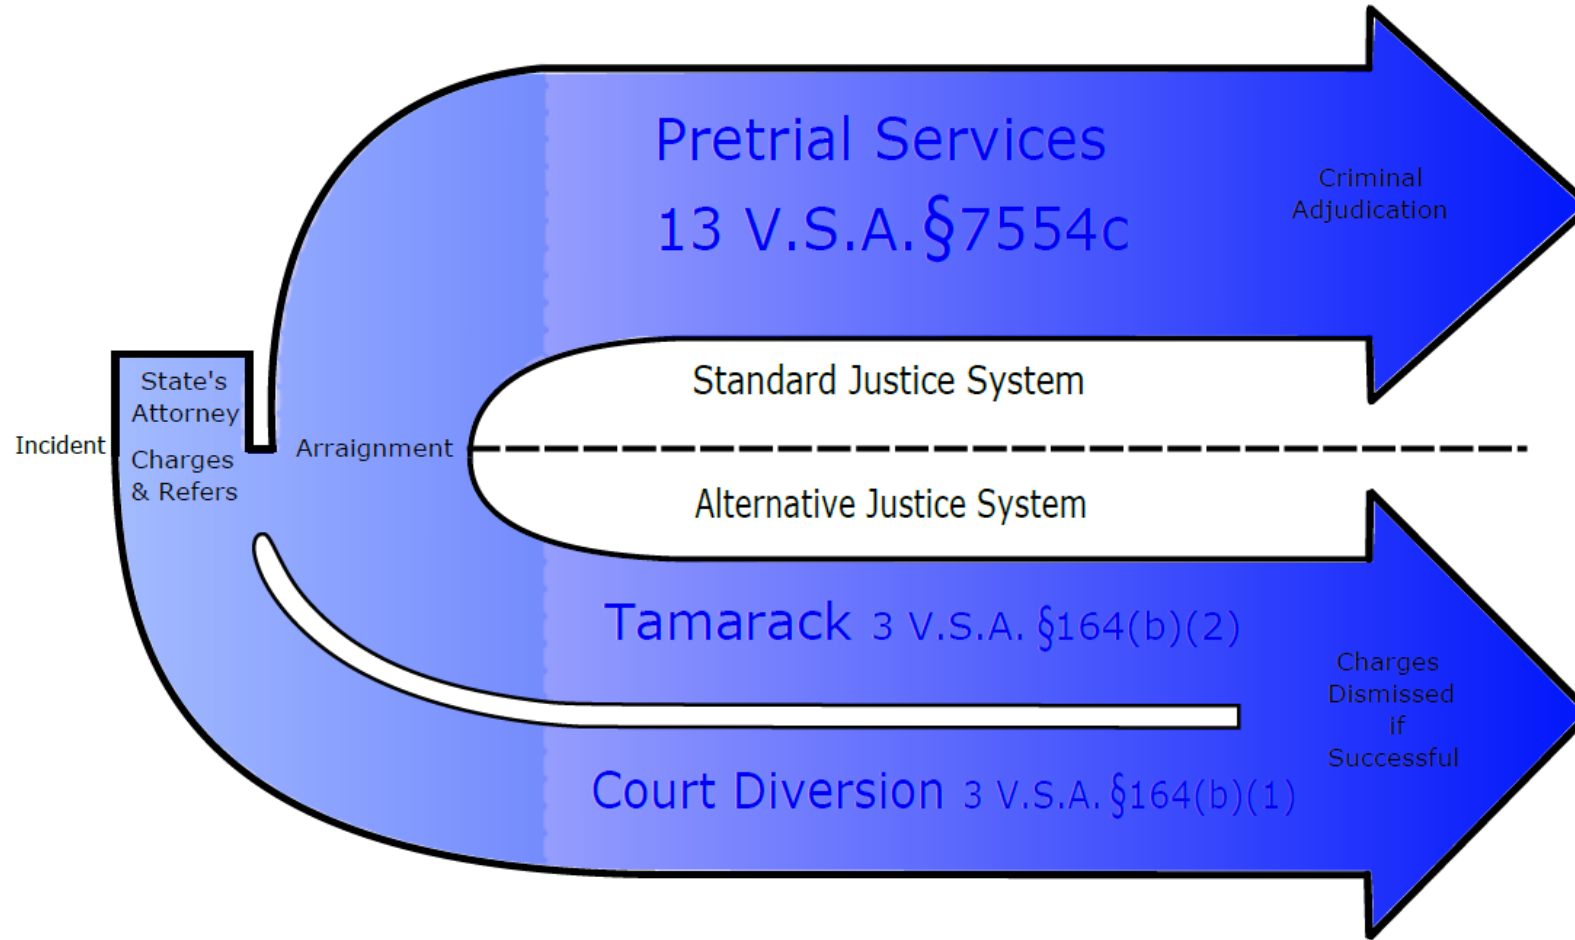 Pretrial Services
13 V.S.A.§7554c
Criminal
Adjudication
Standard Justice System
State's
Attorney
Charges
& Refers
Incident
Arraignment
Alternative Justice System
Tamarack 3 V.S.A. §164(b)(2)
Court Diversion 3 V.S.A. §164(b)(1)
Charges
Dismissed
if
Successful